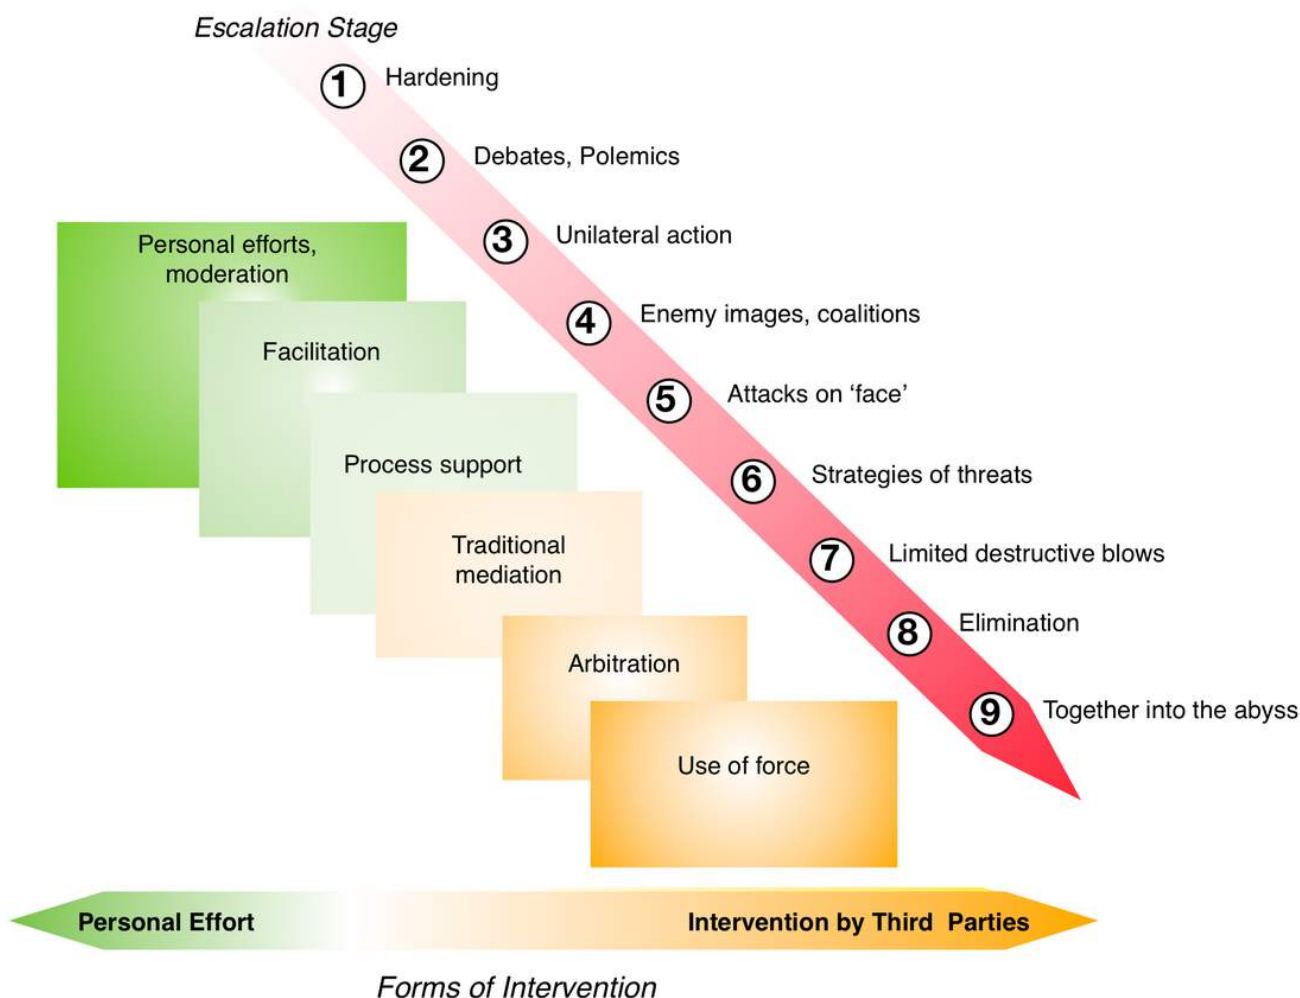 Escalation Stage
1 Hardening
2 Debates, Polemics
3 Unilateral action
4 Enemy images, coalitions
5 Attacks on ‘face’
6 Strategies of threats
7 Limited destructive blows
8 Elimination
9 Together into the abyss
Personal efforts,
moderation
Facilitation
Process support
Traditional
mediation
Arbitration
Use of force
Personal Effort
Intervention by Third  Parties
Forms of Intervention